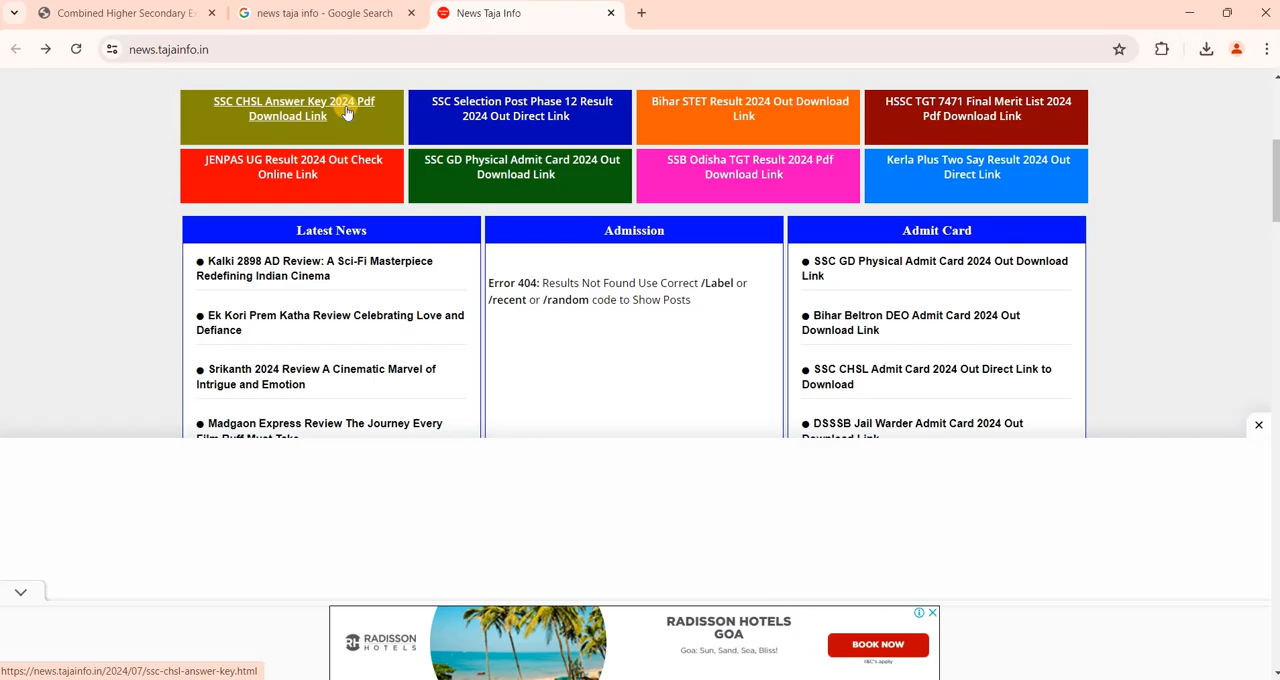 Combined Higher Secondary E
news taja info - Google Search
News Taja Info
news.tajainfo.in
SSC CHSL Answer Key 2024 Pdf
Download Link
SSC Selection Post Phase 12 Result
2024 Out Direct Link
Bihar STET Result 2024 Out Download
Link
HSSC TGT 7471 Final Merit List 2024
Pdf Download Link
JENPAS UG Result 2024 Out Check
Online Link
SSC GD Physical Admit Card 2024 Out
Download Link
SSB Odisha TGT Result 2024 Pdf
Download Link
Kerla Plus Two Say Result 2024 Out
Direct Link
Latest News
Kalki 2898 AD Review: A Sci-Fi Masterpiece
Redefining Indian Cinema
Ek Kori Prem Katha Review Celebrating Love and
Defiance
Srikanth 2024 Review A Cinematic Marvel of
Intrigue and Emotion
Madgaon Express Review The Journey Every
Film Buff Must Take
Admission
Error 404: Results Not Found Use Correct /Label or
/recent or /random code to Show Posts
Admit Card
SSC GD Physical Admit Card 2024 Out Download
Link
Bihar Beltron DEO Admit Card 2024 Out
Download Link
SSC CHSL Admit Card 2024 Out Direct Link to
Download
DSSSB Jail Warder Admit Card 2024 Out
Download Link
RADISSON
HOTELS
RADISSON HOTELS
GOA
Goa: Sun, Sand, Sea, Bliss!
BOOK NOW
T&C's apply
https://news.tajainfo.in/2024/07/ssc-chsl-answer-key.html